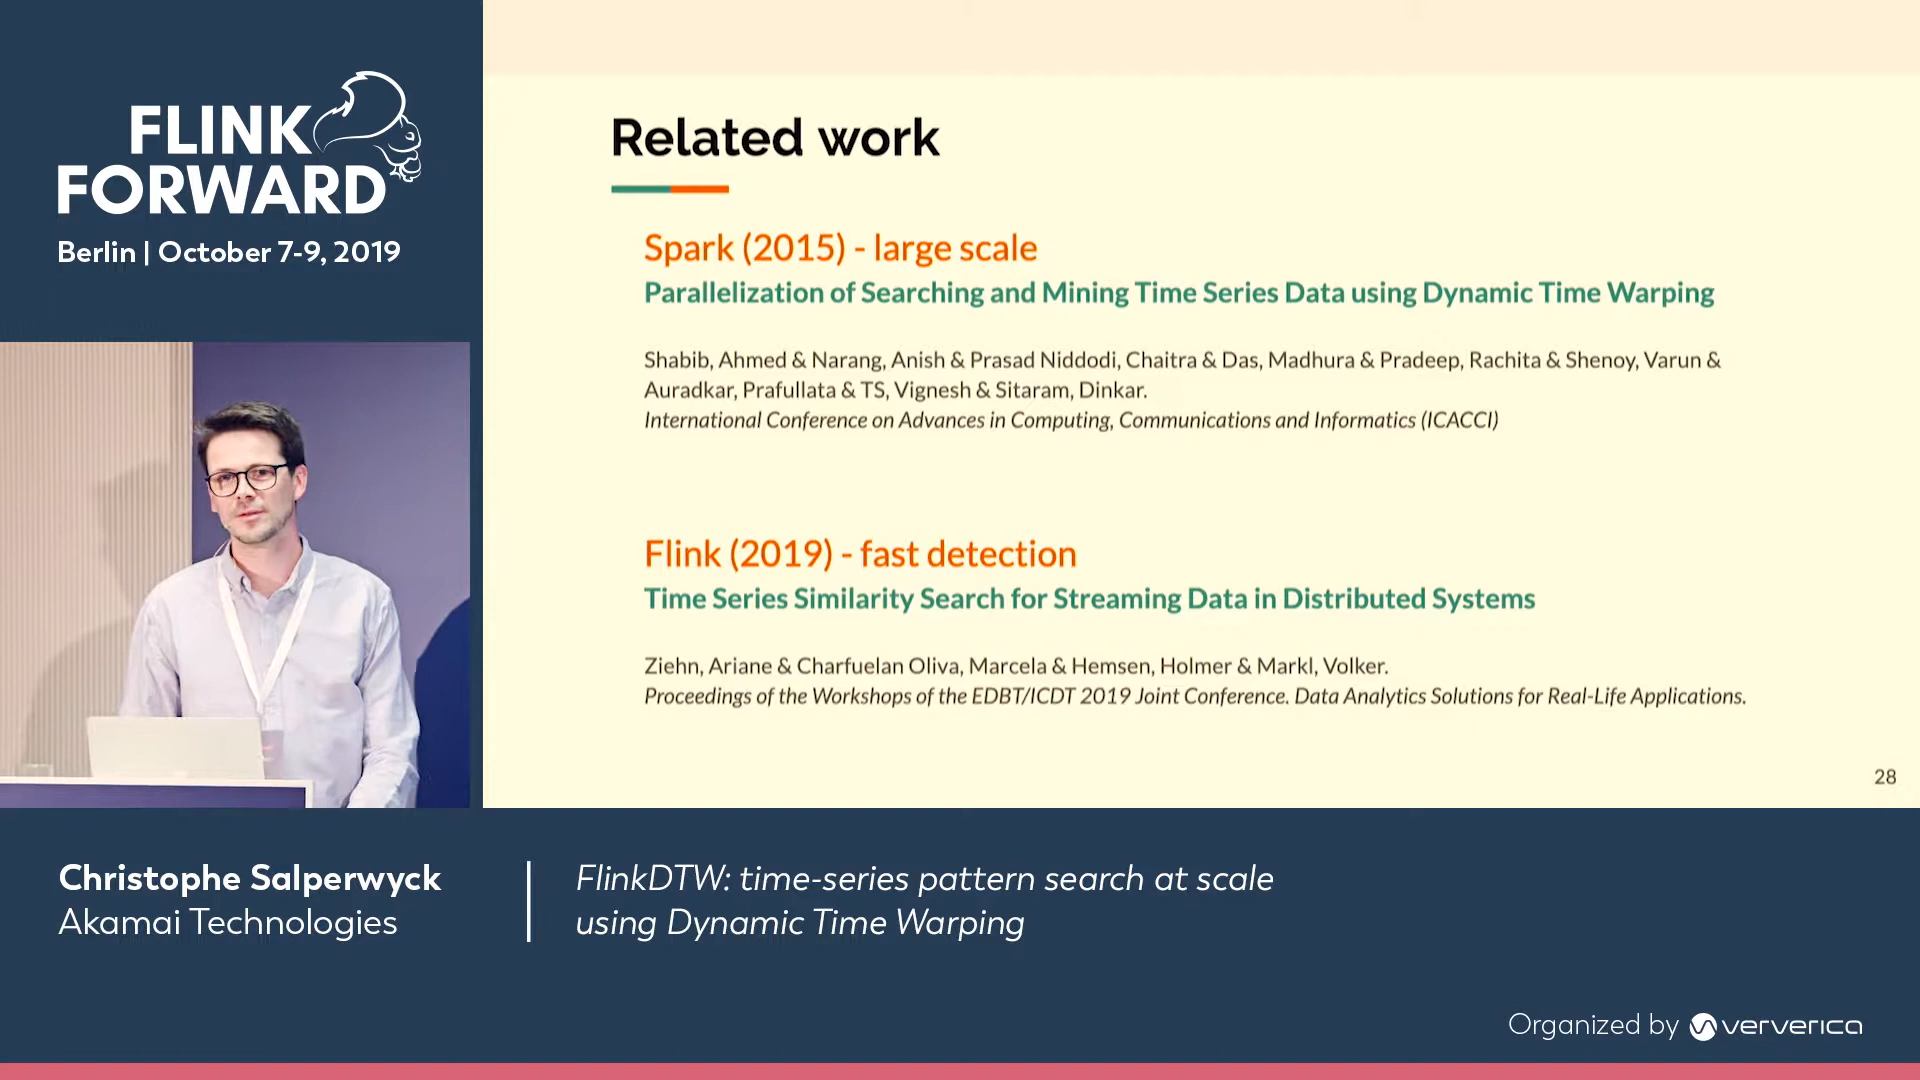 FLINK
FORWARD
Berlin | October 7-9, 2019
Related work
Spark (2015) - large scale
Parallelization of Searching and Mining Time Series Data using Dynamic Time Warping
Shabib, Ahmed & Narang, Anish & Prasad Niddodi, Chaitra & Das, Madhura & Pradeep, Rachita & Shenoy, Varun &
Auradkar, Prafullata & TS, Vignesh & Sitaram, Dinkar.
International Conference on Advances in Computing, Communications and Informatics (ICACCI)
Flink (2019) - fast detection
Time Series Similarity Search for Streaming Data in Distributed Systems
Ziehn, Ariane & Charfuelan Oliva, Marcela & Hemsen, Holmer & Markl, Volker.
Proceedings of the Workshops of the EDBT/ICDT 2019 Joint Conference. Data Analytics Solutions for Real-Life Applications.
28
Christophe Salperwyck
Akamai Technologies
FlinkDTW: time-series pattern search at scale
using Dynamic Time Warping
Organized by ververica